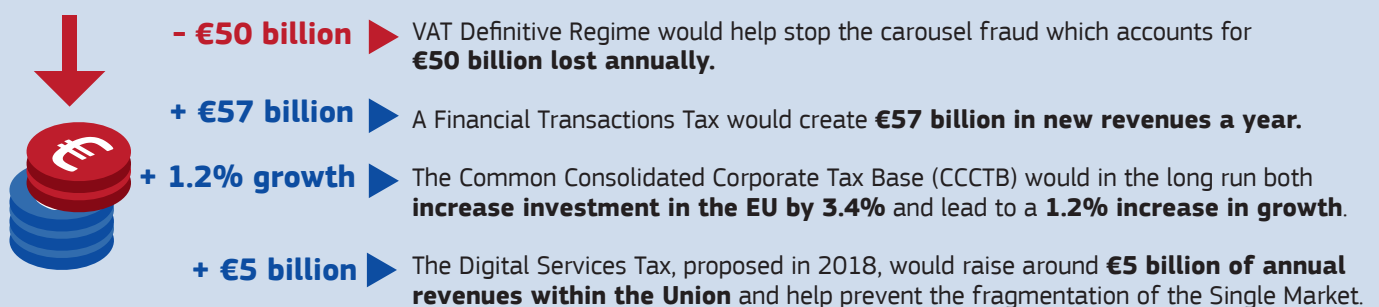 - €50 billion
VAT Definitive Regime would help stop the carousel fraud which accounts for
€50 billion lost annually.
+ €57 billion
A Financial Transactions Tax would create €57 billion in new revenues a year.
€
+ 1.2% growth
The Common Consolidated Corporate Tax Base (CCCTB) would in the long run both
increase investment in the EU by 3.4% and lead to a 1.2% increase in growth.
+ €5 billion
The Digital Services Tax, proposed in 2018, would raise around €5 billion of annual
revenues within the Union and help prevent the fragmentation of the Single Market.